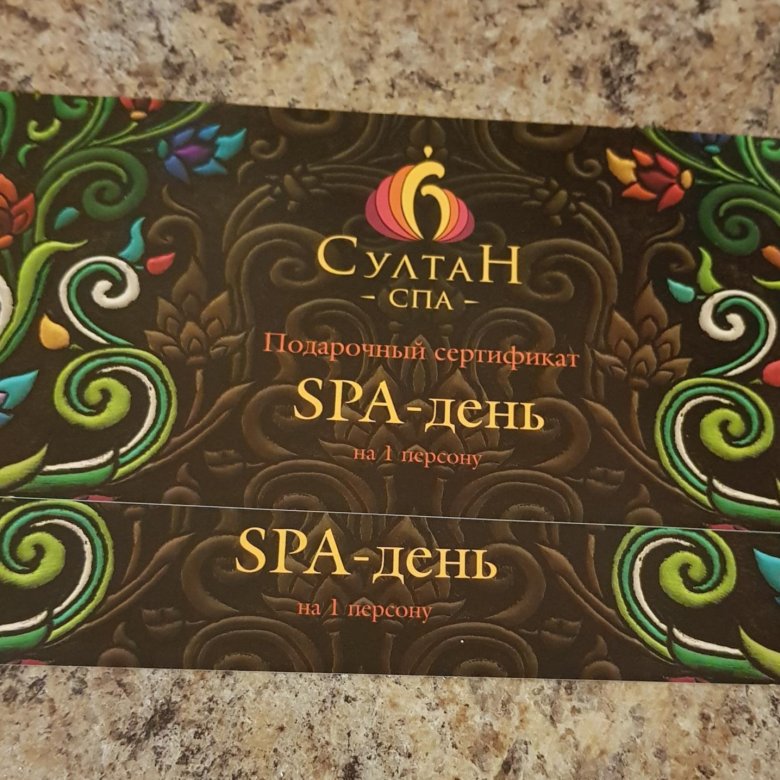 СултаН
- СПА -
Подарочный сертификат
SPA-день
на 1 персону
SPA-день
на 1 персону